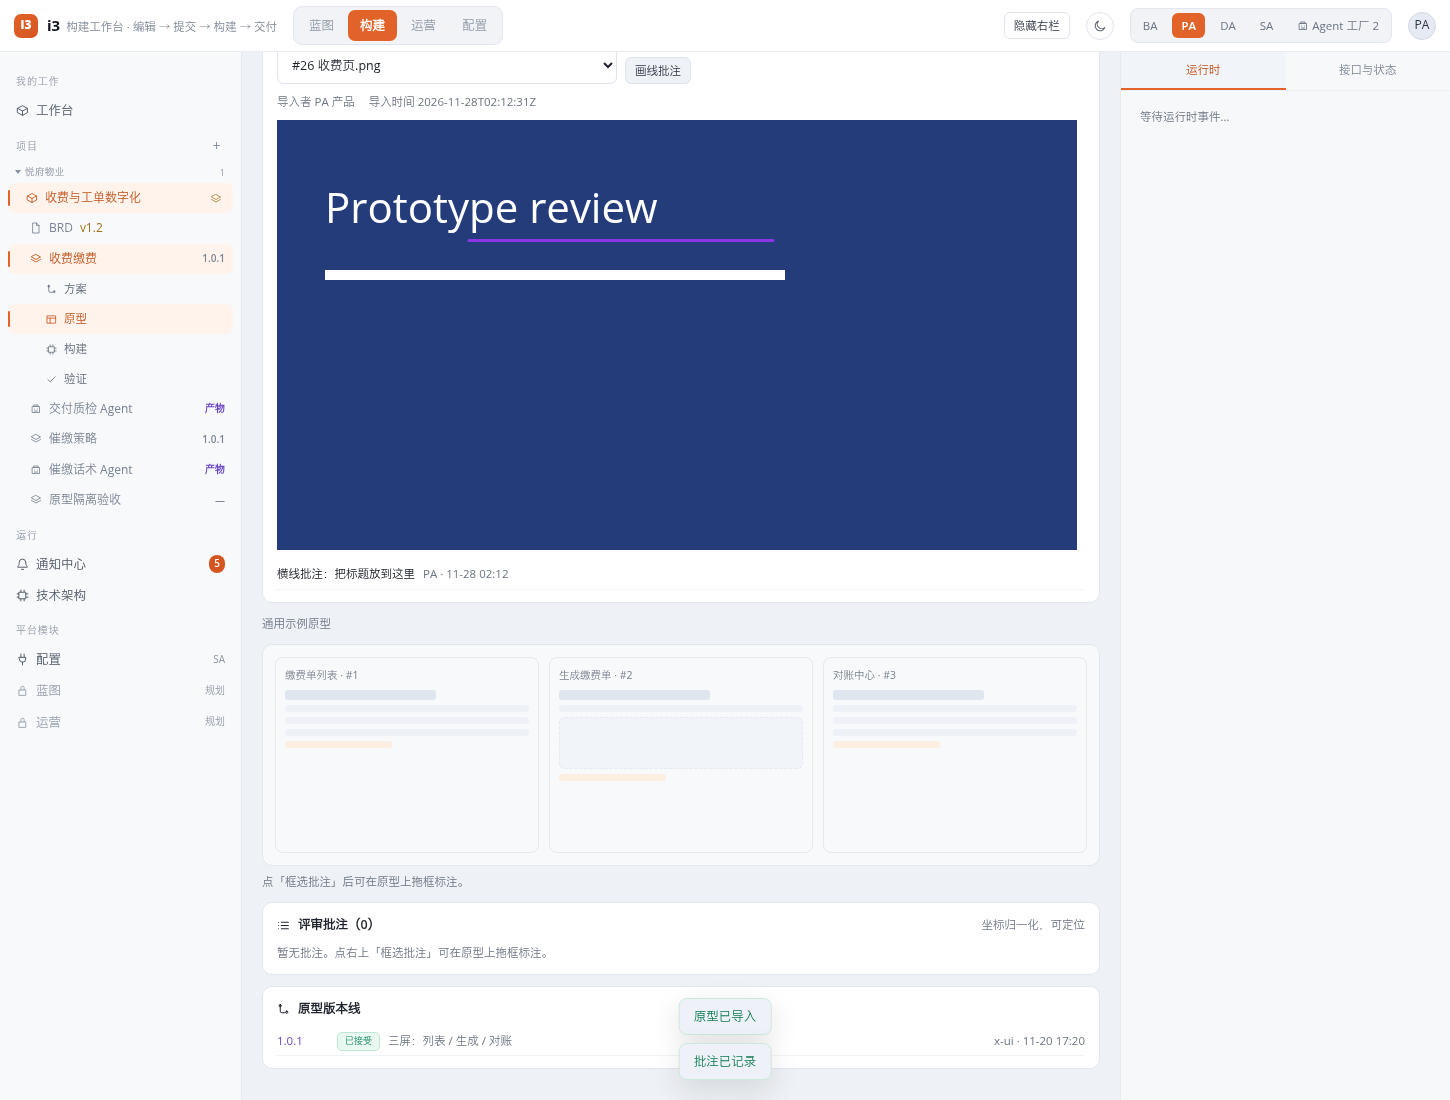 I3 i3 构建工作台 · 编辑 → 提交 → 构建 → 交付 蓝图 构建 运营 配置 隐藏右栏 BA PA DA SA Agent 工厂 2 PA
我的工作
工作台
项目 +
悦府物业 1
收费与工单数字化
BRD v1.2
收费缴费 1.0.1
方案
原型
构建
验证
交付质检 Agent 产物
催缴策略 1.0.1
催缴话术 Agent 产物
原型隔离验收 —
运行
通知中心 5
技术架构
平台模块
配置 SA
蓝图 规划
运营 规划
#26 收费页.png 画线批注
导入者 PA 产品 导入时间 2026-11-28T02:12:31Z
Prototype review
横线批注：把标题放到这里 PA · 11-28 02:12
通用示例原型
缴费单列表 · #1
生成缴费单 · #2
对账中心 · #3
点「框选批注」后可在原型上拖框标注。
评审批注（0） 坐标归一化，可定位
暂无批注。点右上「框选批注」可在原型上拖框标注。
原型版本线
1.0.1 已接受 三屏：列表 / 生成 / 对账 x-ui · 11-20 17:20
原型已导入
批注已记录
运行时 接口与状态
等待运行时事件...